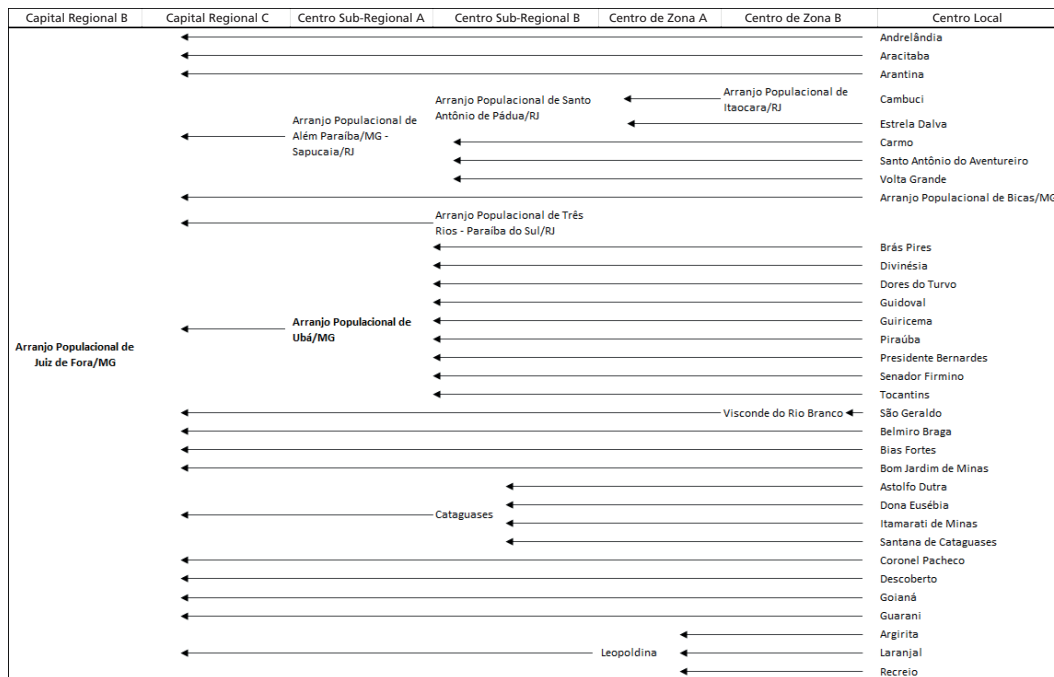 Capital Regional B
Capital Regional C
Centro Sub-Regional A
Centro Sub-Regional B
Centro de Zona A
Centro de Zona B
Centro Local
Andrelândia
Aracitaba
Arantina
Arranjo Populacional de Santo
Antônio de Pádua/RJ
Arranjo Populacional de
Itaocara/RJ
Cambuci
Arranjo Populacional de
Além Paraíba/MG -
Sapucaia/RJ
Estrela Dalva
Carmo
Santo Antônio do Aventureiro
Volta Grande
Arranjo Populacional de Bicas/MG
Arranjo Populacional de Três
Rios - Paraíba do Sul/RJ
Brás Pires
Divinésia
Dores do Turvo
Guidoval
Arranjo Populacional de
Ubá/MG
Guiricema
Piraúba
Arranjo Populacional de
Juiz de Fora/MG
Presidente Bernardes
Senador Firmino
Tocantins
Visconde do Rio Branco
São Geraldo
Belmiro Braga
Bias Fortes
Bom Jardim de Minas
Astolfo Dutra
Dona Eusébia
Cataguases
Itamarati de Minas
Santana de Cataguases
Coronel Pacheco
Descoberto
Goianá
Guarani
Argirita
Leopoldina
Laranjal
Recreio